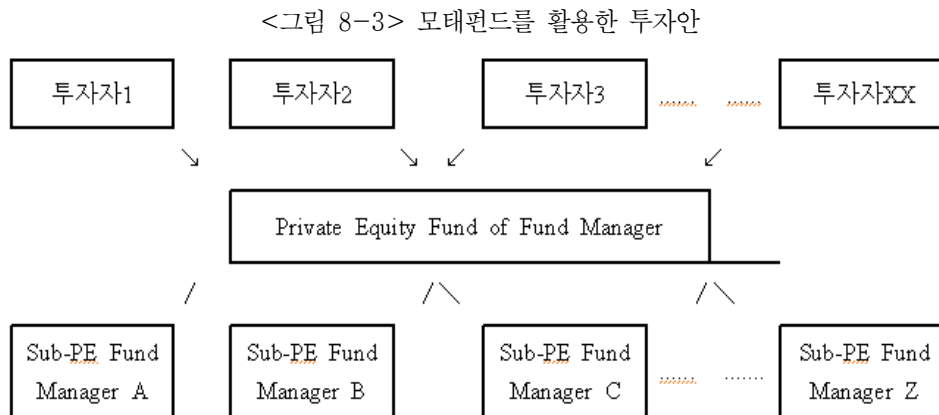 <그림 8-3> 모태펀드를 활용한 투자안
투자자1 투자자2 투자자3 ...... ...... 투자자XX
↘ ↘ ↙ ↙
Private Equity Fund of Fund Manager
/ /\ /\
Sub-PE Fund Sub-PE Fund Sub-PE Fund Sub-PE Fund
Manager A Manager B Manager C ...... ...... Manager Z